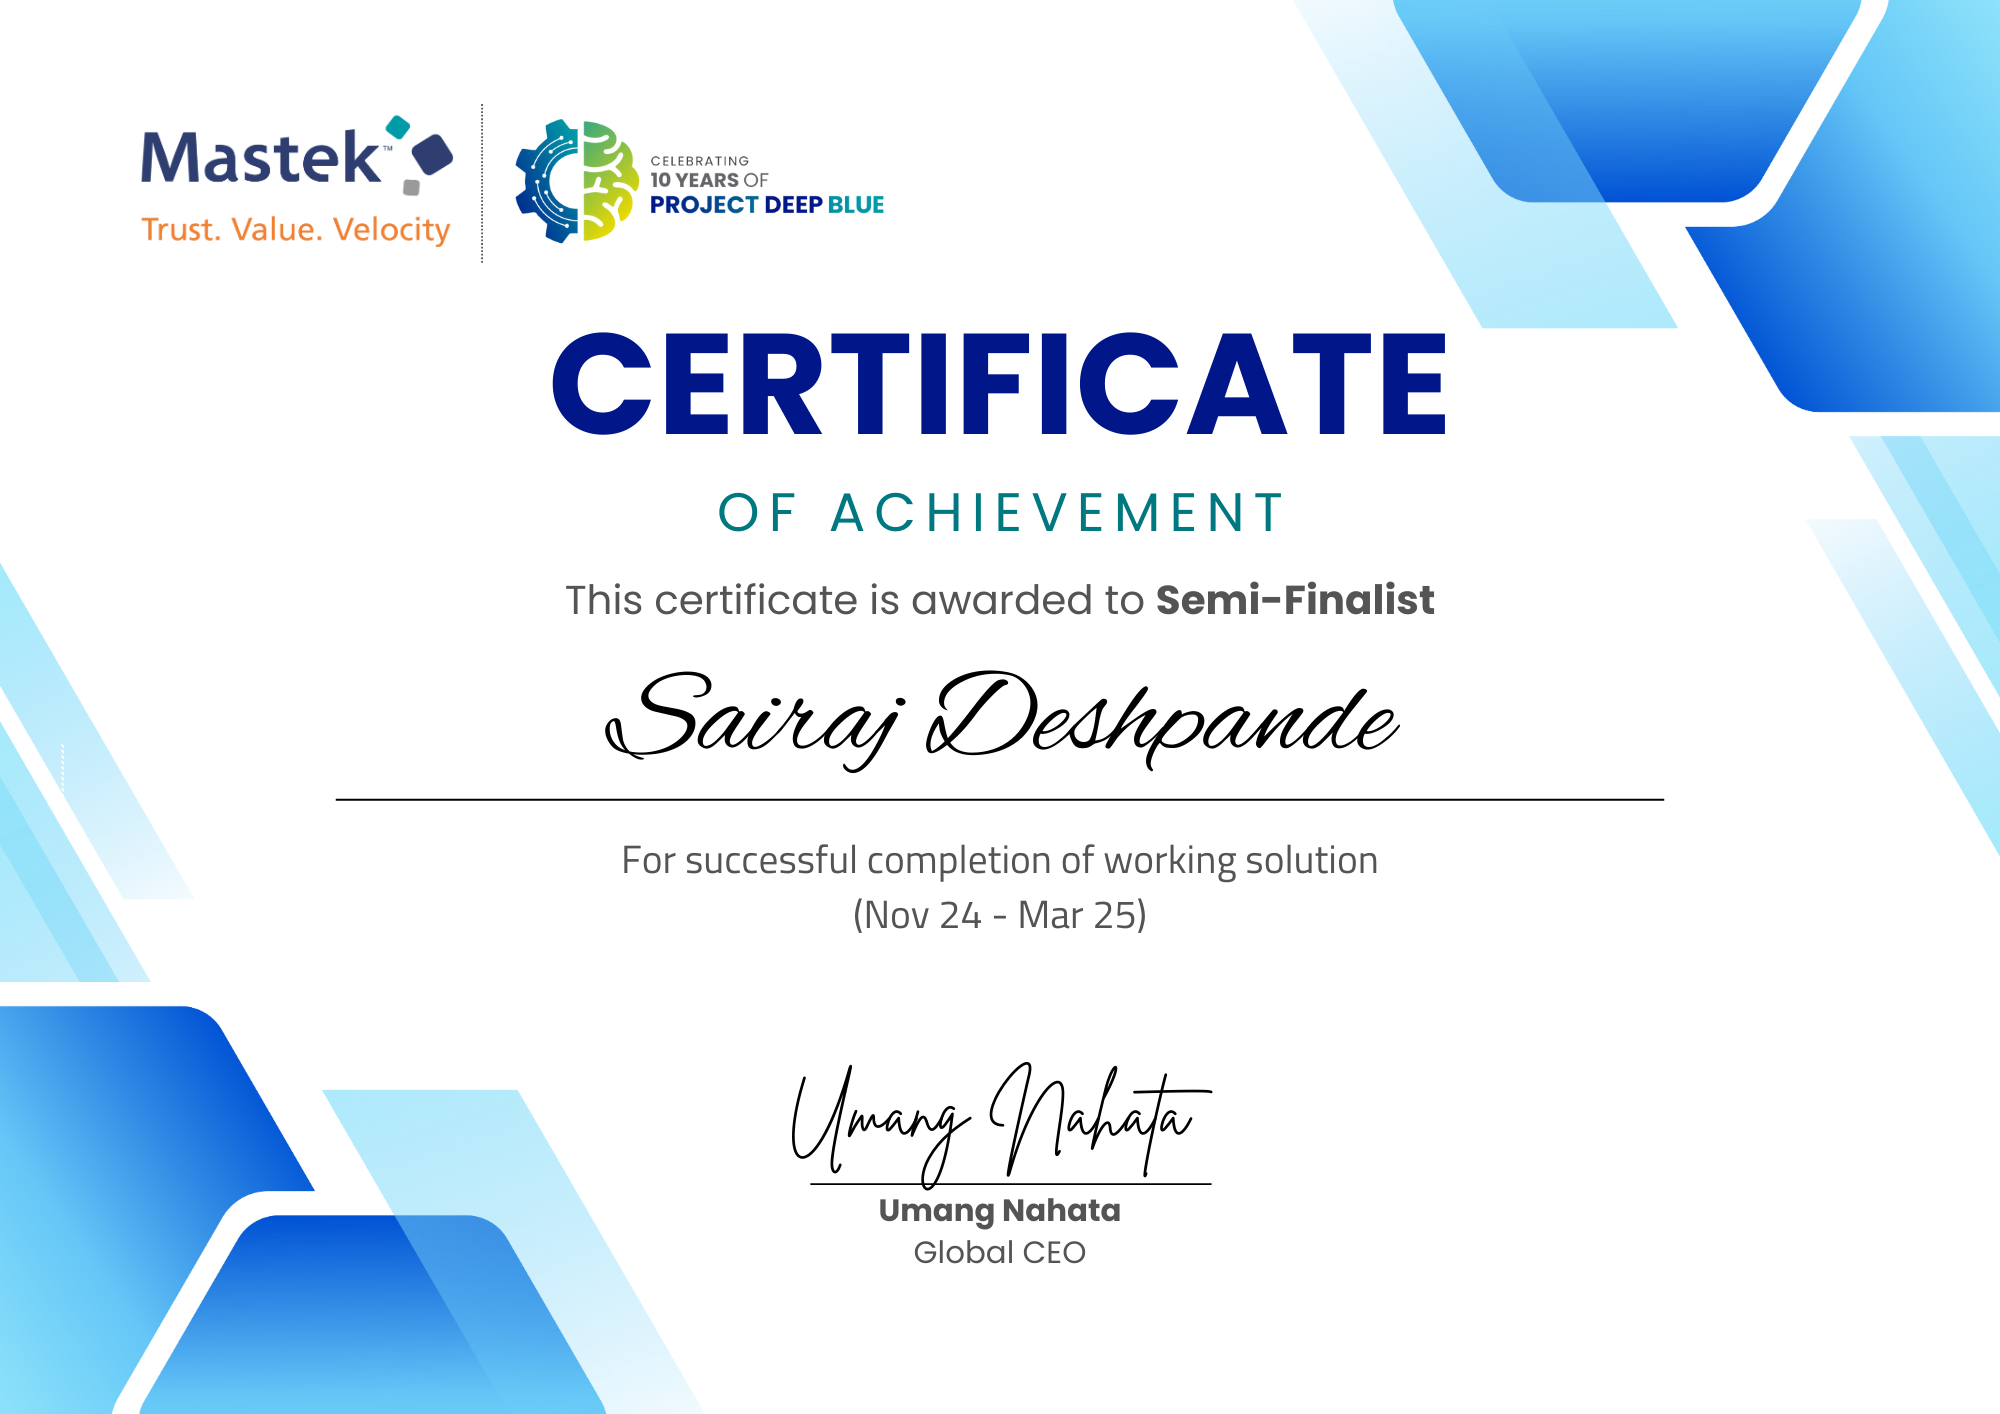 Mastek™
Trust. Value. Velocity
CELEBRATING
10 YEARS OF
PROJECT DEEP BLUE
CERTIFICATE
OF ACHIEVEMENT
This certificate is awarded to Semi-Finalist
Sairaj Deshpande
For successful completion of working solution
(Nov 24 - Mar 25)
Umang Nahata
Umang Nahata
Global CEO